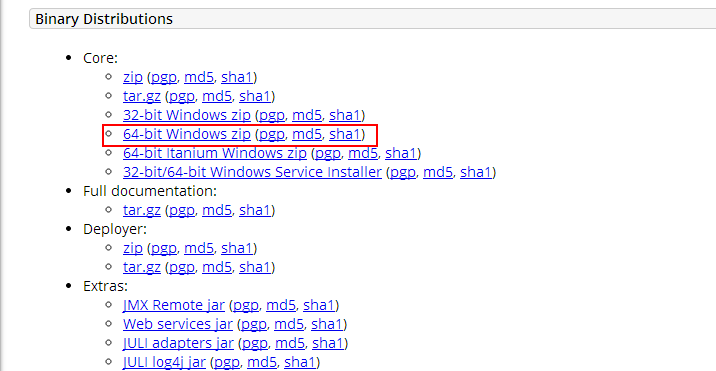 Binary Distributions
Core:
zip (pgp, md5, sha1)
tar.gz (pgp, md5, sha1)
32-bit Windows zip (pgp, md5, sha1)
64-bit Windows zip (pgp, md5, sha1)
64-bit Itanium Windows zip (pgp, md5, sha1)
32-bit/64-bit Windows Service Installer (pgp, md5, sha1)
Full documentation:
tar.gz (pgp, md5, sha1)
Deployer:
zip (pgp, md5, sha1)
tar.gz (pgp, md5, sha1)
Extras:
JMX Remote jar (pgp, md5, sha1)
Web services jar (pgp, md5, sha1)
JULI adapters jar (pgp, md5, sha1)
JULI log4j jar (pgp, md5, sha1)